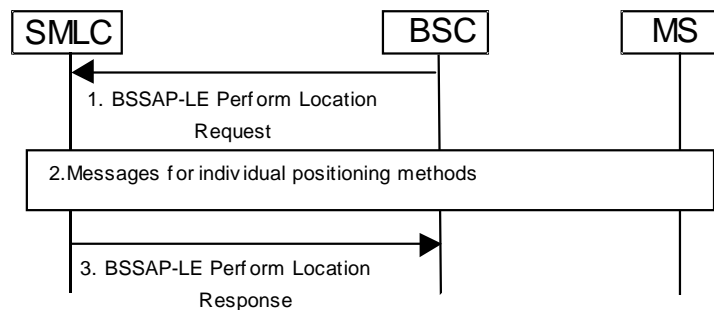 SMLC
BSC
MS
1. BSSAP-LE Perform Location
Request
2.Messages for individual positioning methods
3. BSSAP-LE Perform Location
Response